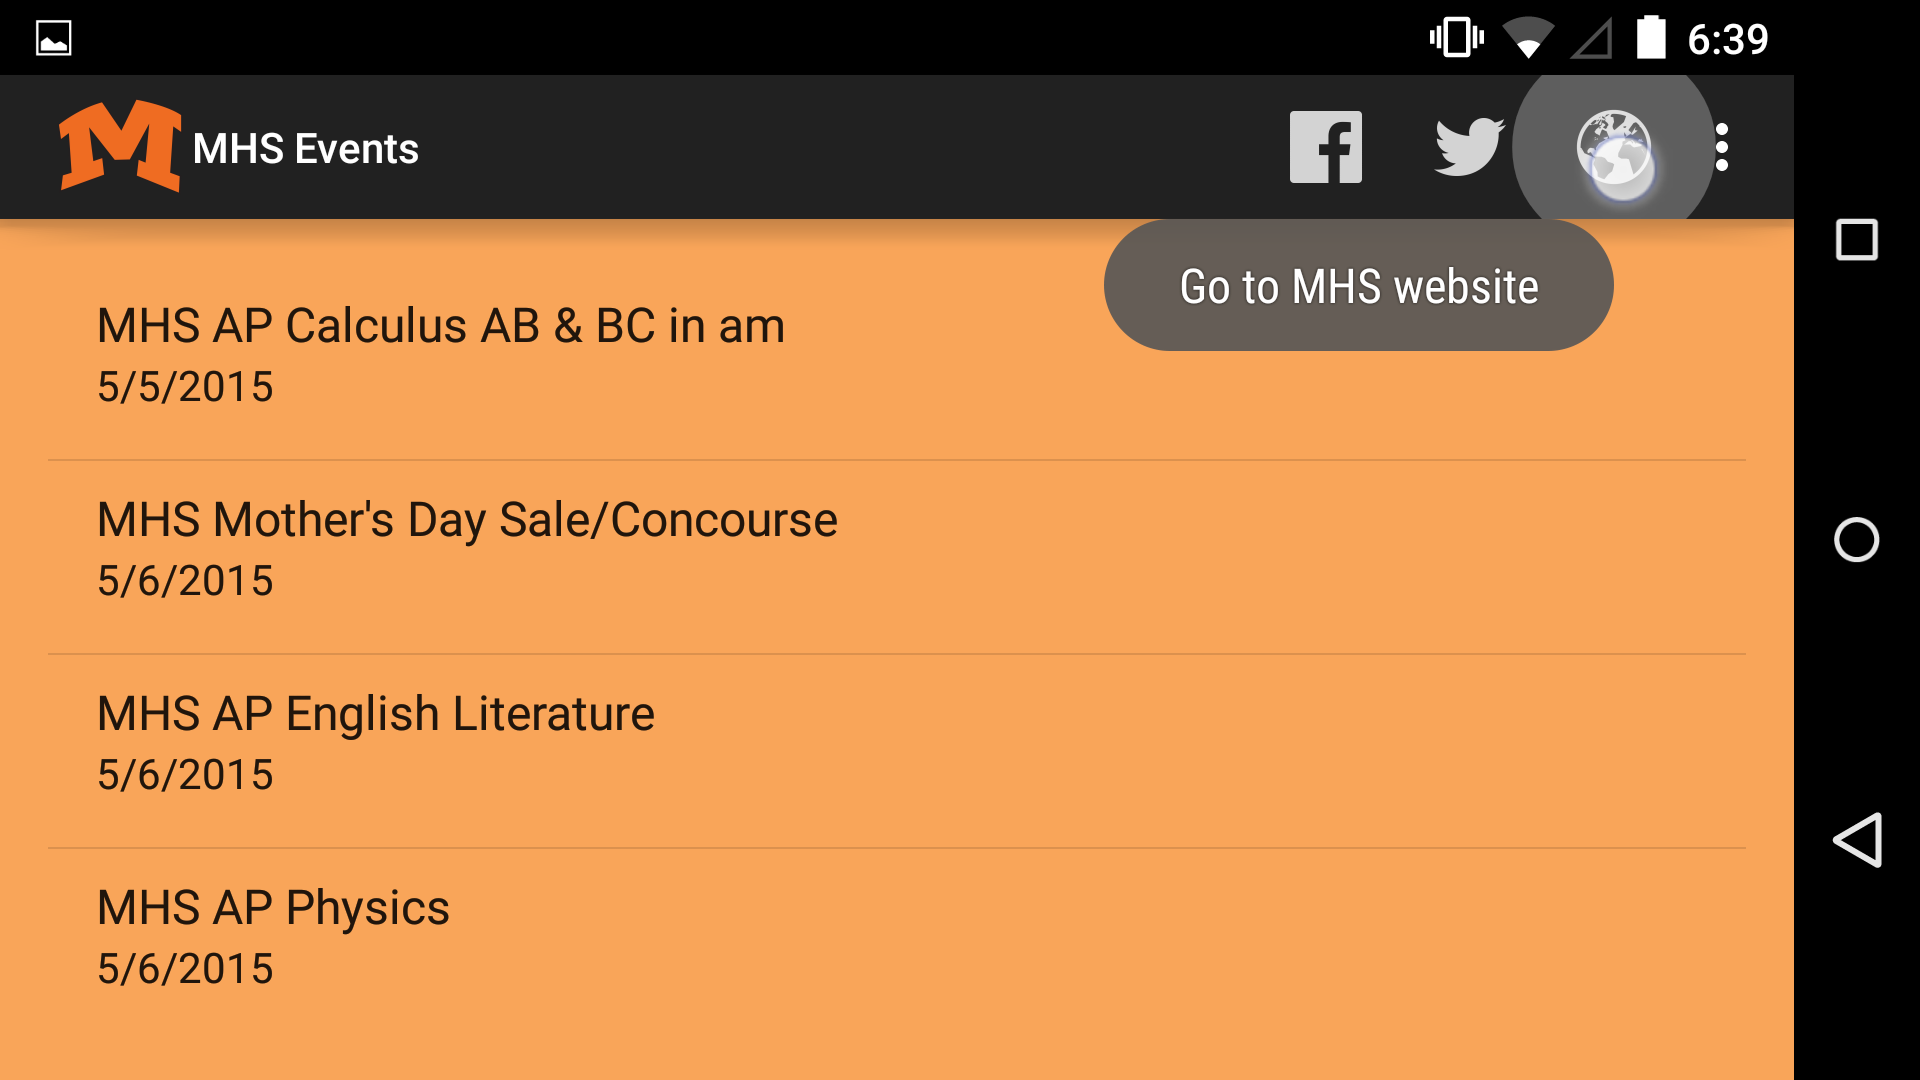 6:39
M MHS Events
Go to MHS website
MHS AP Calculus AB & BC in am
5/5/2015
MHS Mother's Day Sale/Concourse
5/6/2015
MHS AP English Literature
5/6/2015
MHS AP Physics
5/6/2015